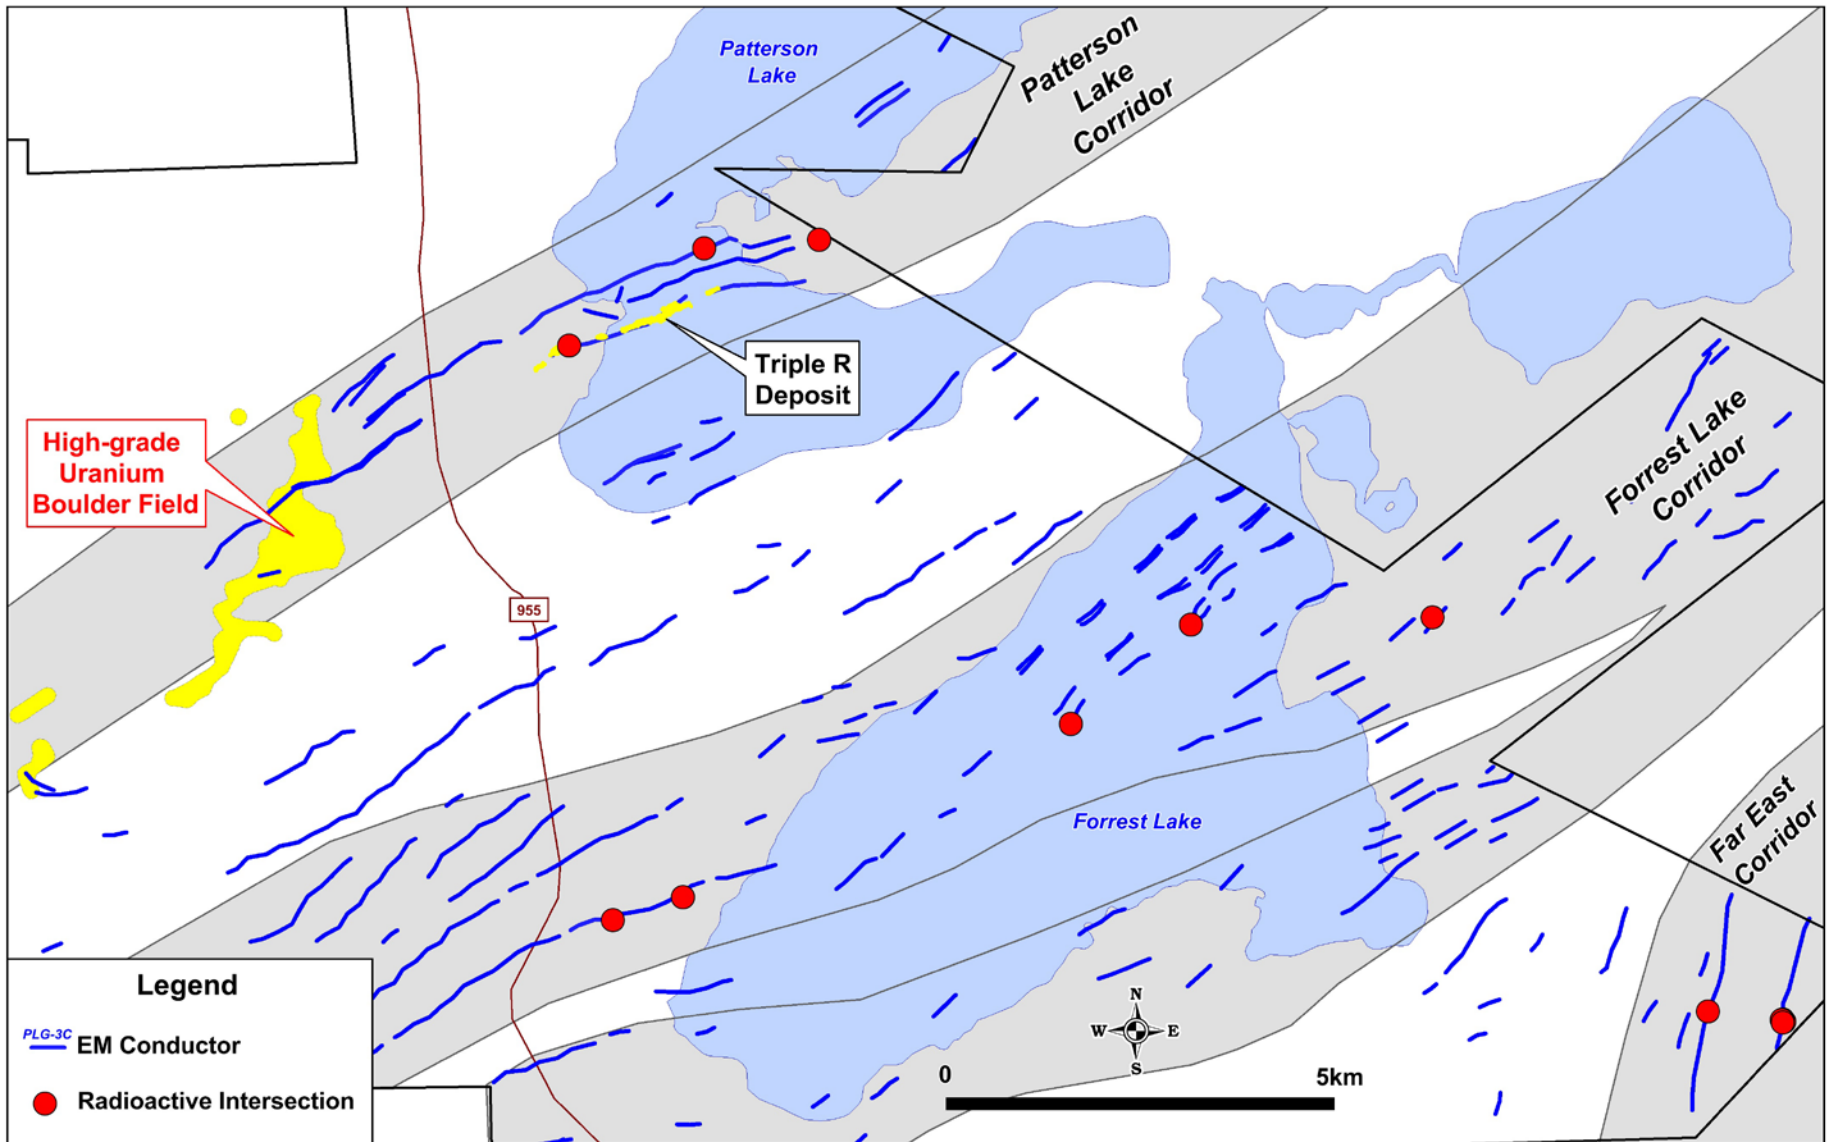 Patterson
Lake
Patterson
Lake
Corridor
Triple R
Deposit
High-grade
Uranium
Boulder Field
Forrest Lake
Corridor
955
Forrest Lake
Far East
Corridor
Legend
PLG-3C EM Conductor
Radioactive Intersection
N
W E
S
0 5km